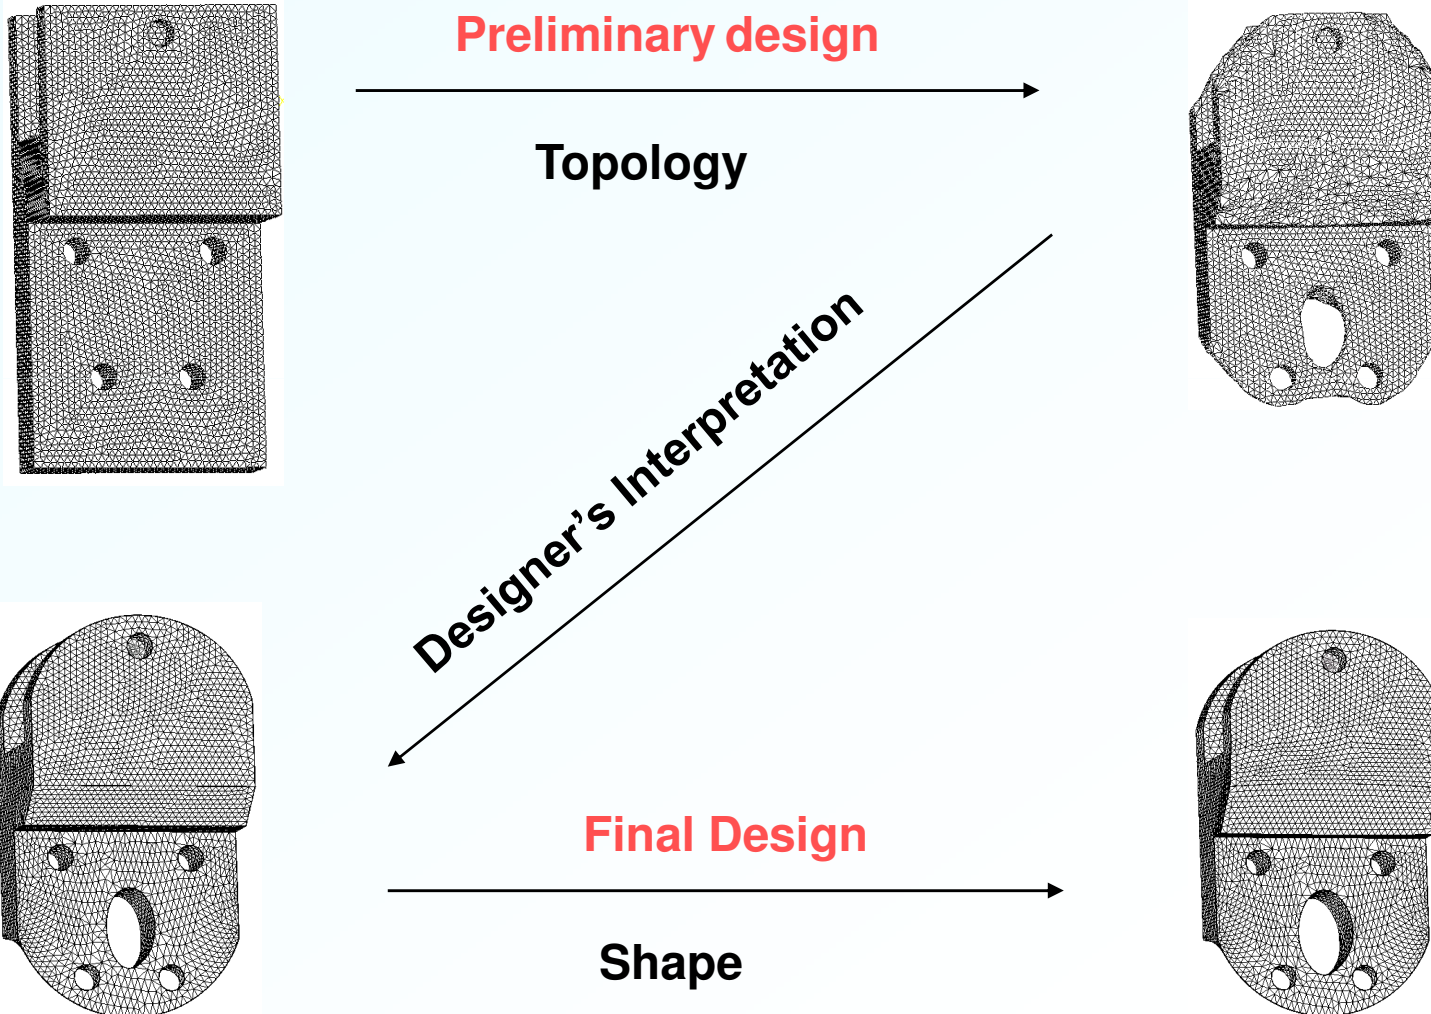 Preliminary design
Topology
Designer’s Interpretation
Final Design
Shape